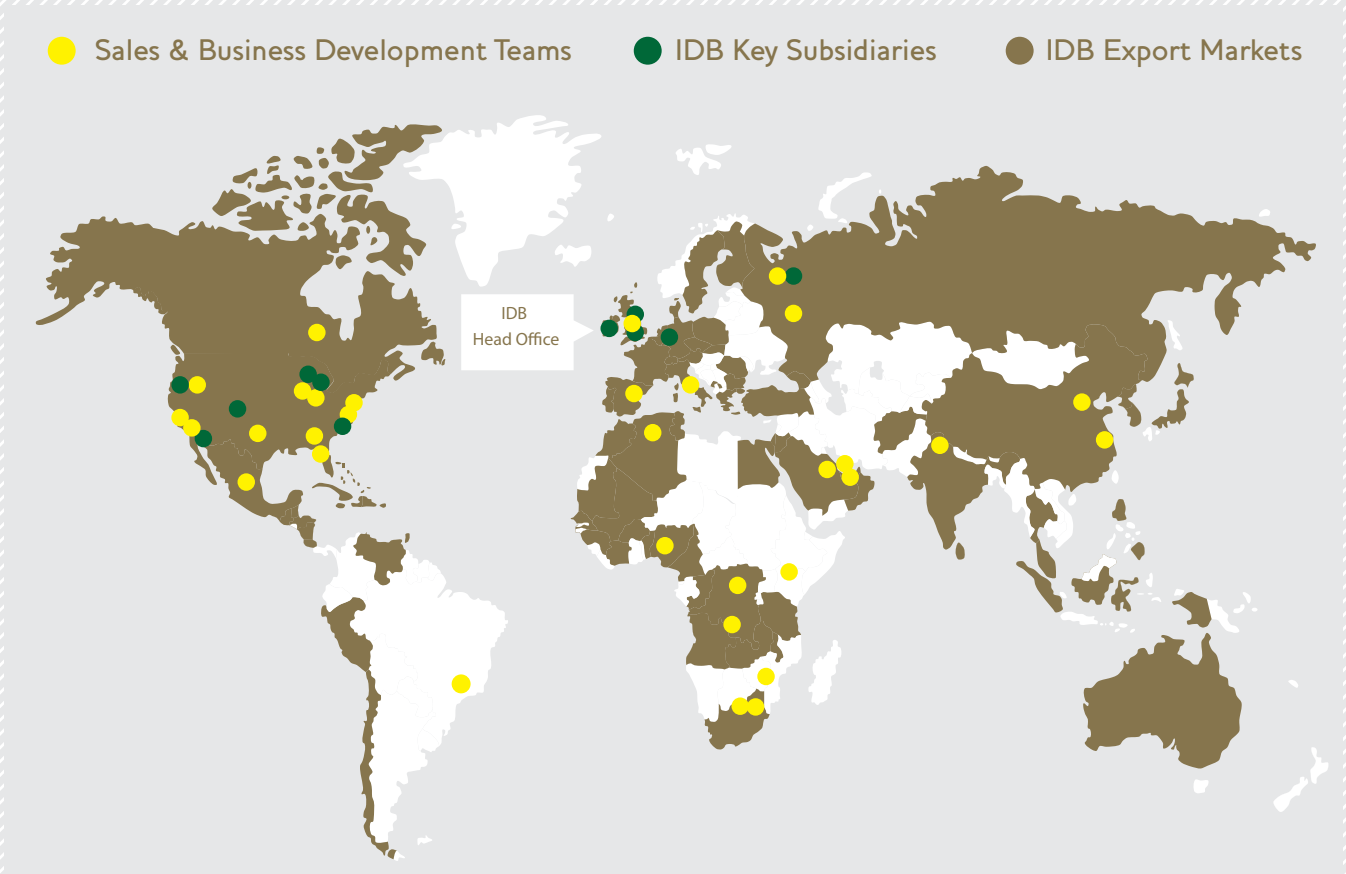 Sales & Business Development Teams
IDB Key Subsidiaries
IDB Export Markets
IDB
Head Office